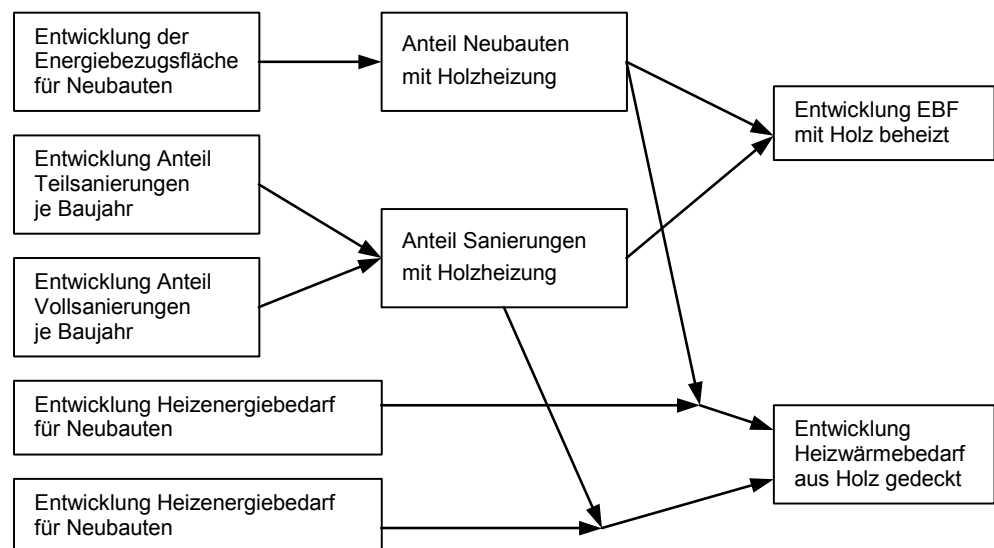 Entwicklung der
Energiebezugsfläche
für Neubauten
Anteil Neubauten
mit Holzheizung
Entwicklung EBF
mit Holz beheizt
Entwicklung Anteil
Teilsanierungen
je Baujahr
Anteil Sanierungen
mit Holzheizung
Entwicklung Anteil
Vollsanierungen
je Baujahr
Entwicklung Heizenergiebedarf
für Neubauten
Entwicklung
Heizwärmebedarf
aus Holz gedeckt
Entwicklung Heizenergiebedarf
für Neubauten